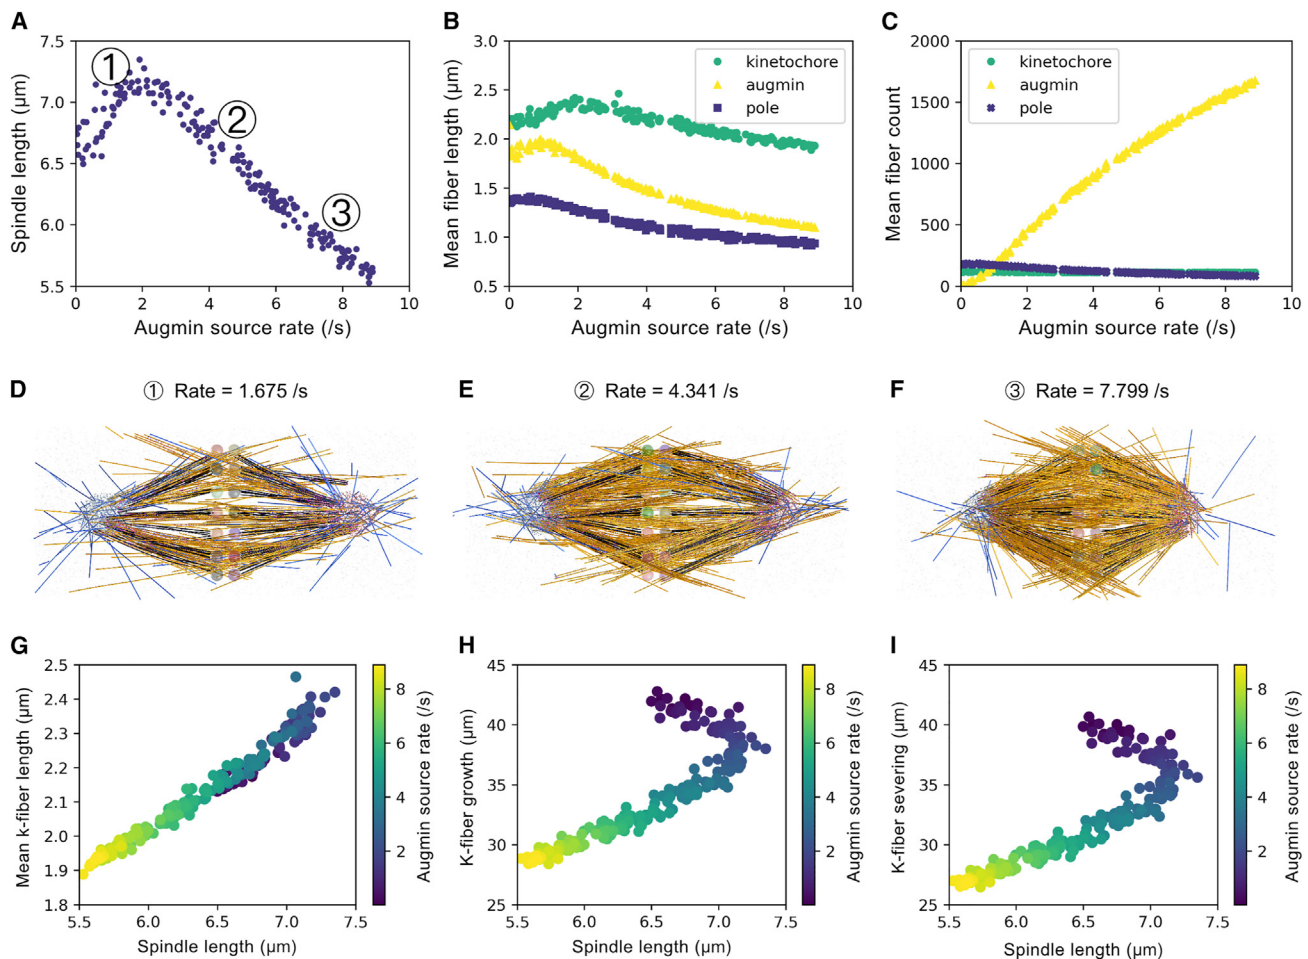 A
B
C
7.5
7.0
6.5
6.0
5.5
Spindle length (μm)
①
②
③
0 2 4 6 8 10
Augmin source rate (/s)
3.0
2.5
2.0
1.5
1.0
0.5
Mean fiber length (μm)
kinetochore
augmin
pole
0 2 4 6 8 10
Augmin source rate (/s)
2000
1500
1000
500
0
Mean fiber count
kinetochore
augmin
pole
0 2 4 6 8 10
Augmin source rate (/s)
D ① Rate = 1.675 /s
E ② Rate = 4.341 /s
F ③ Rate = 7.799 /s
G
H
I
2.5
2.4
2.3
2.2
2.1
2.0
1.9
1.8
Mean k-fiber length (μm)
5.5 6.0 6.5 7.0 7.5
Spindle length (μm)
8
6
4
2
Augmin source rate (/s)
45
40
35
30
25
K-fiber growth (μm)
5.5 6.0 6.5 7.0 7.5
Spindle length (μm)
8
6
4
2
Augmin source rate (/s)
45
40
35
30
25
K-fiber severing (μm)
5.5 6.0 6.5 7.0 7.5
Spindle length (μm)
8
6
4
2
Augmin source rate (/s)